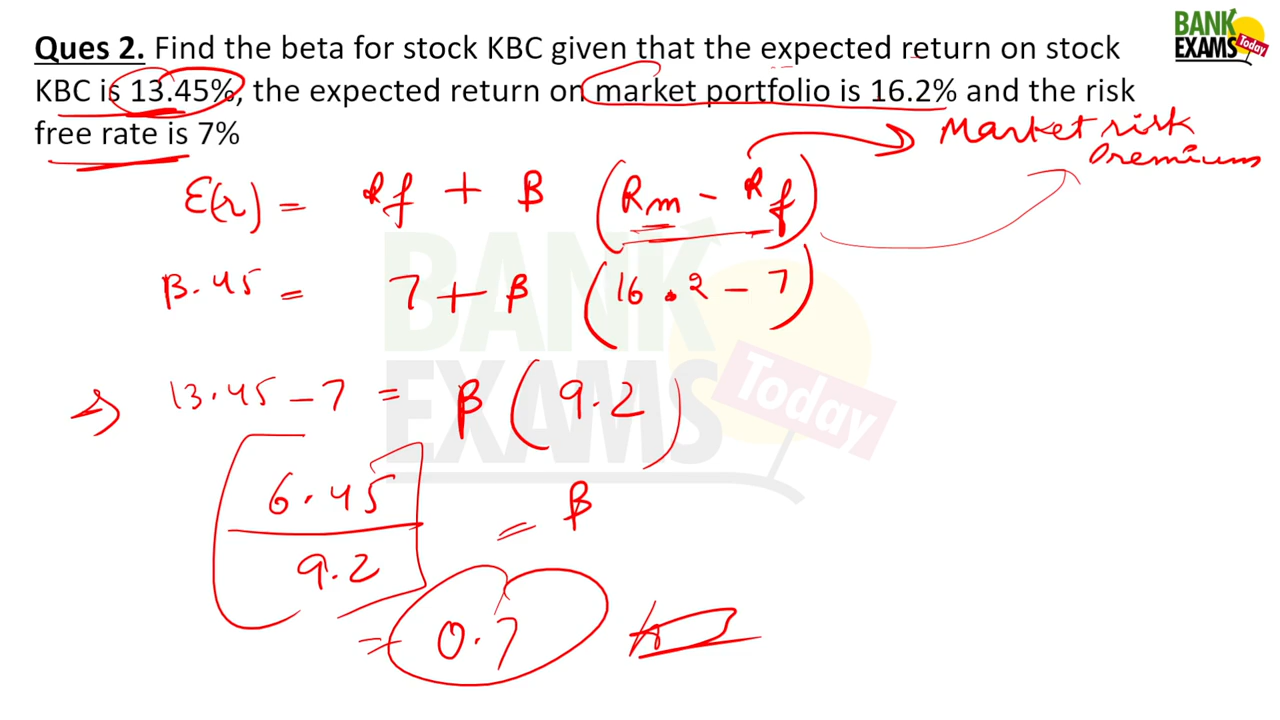 BANK
EXAMS Today
Ques 2. Find the beta for stock KBC given that the expected return on stock
KBC is 13.45%, the expected return on market portfolio is 16.2% and the risk
free rate is 7%
Market risk
Premium
E(r) = Rf + β (Rm - Rf)
13.45 = 7 + β (16.2 - 7)
13.45 - 7 = β (9.2)
6.45
= β
9.2
= 0.7
BANK
EXAMS
Today